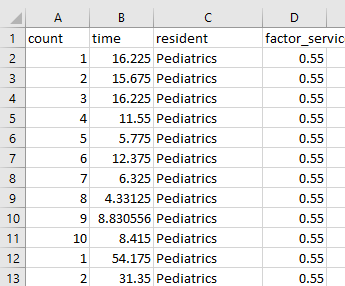 A B C D
1 count time resident factor_servic
2 1 16.225 Pediatrics 0.55
3 2 15.675 Pediatrics 0.55
4 3 16.225 Pediatrics 0.55
5 4 11.55 Pediatrics 0.55
6 5 5.775 Pediatrics 0.55
7 6 12.375 Pediatrics 0.55
8 7 6.325 Pediatrics 0.55
9 8 4.33125 Pediatrics 0.55
10 9 8.830556 Pediatrics 0.55
11 10 8.415 Pediatrics 0.55
12 1 54.175 Pediatrics 0.55
13 2 31.35 Pediatrics 0.55